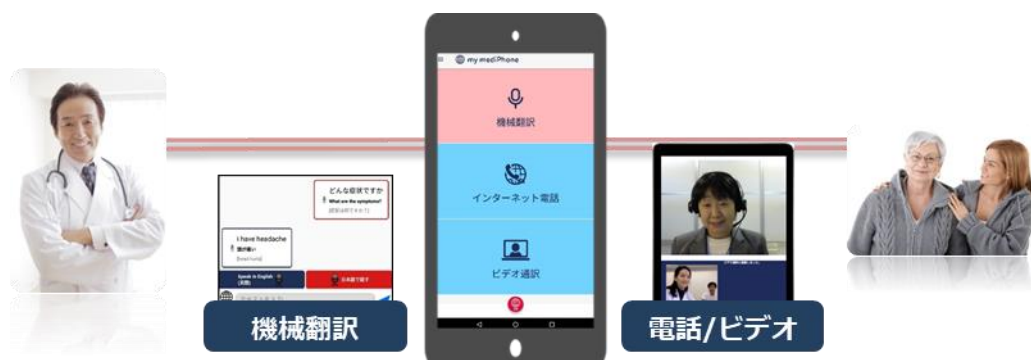 my mediPhone
機械翻訳
インターネット電話
ビデオ通訳
どんな症状ですか
What are the symptoms?
i have headache
頭が痛い
Speak in English
(英語)
日本語で話す
機械翻訳
電話/ビデオ